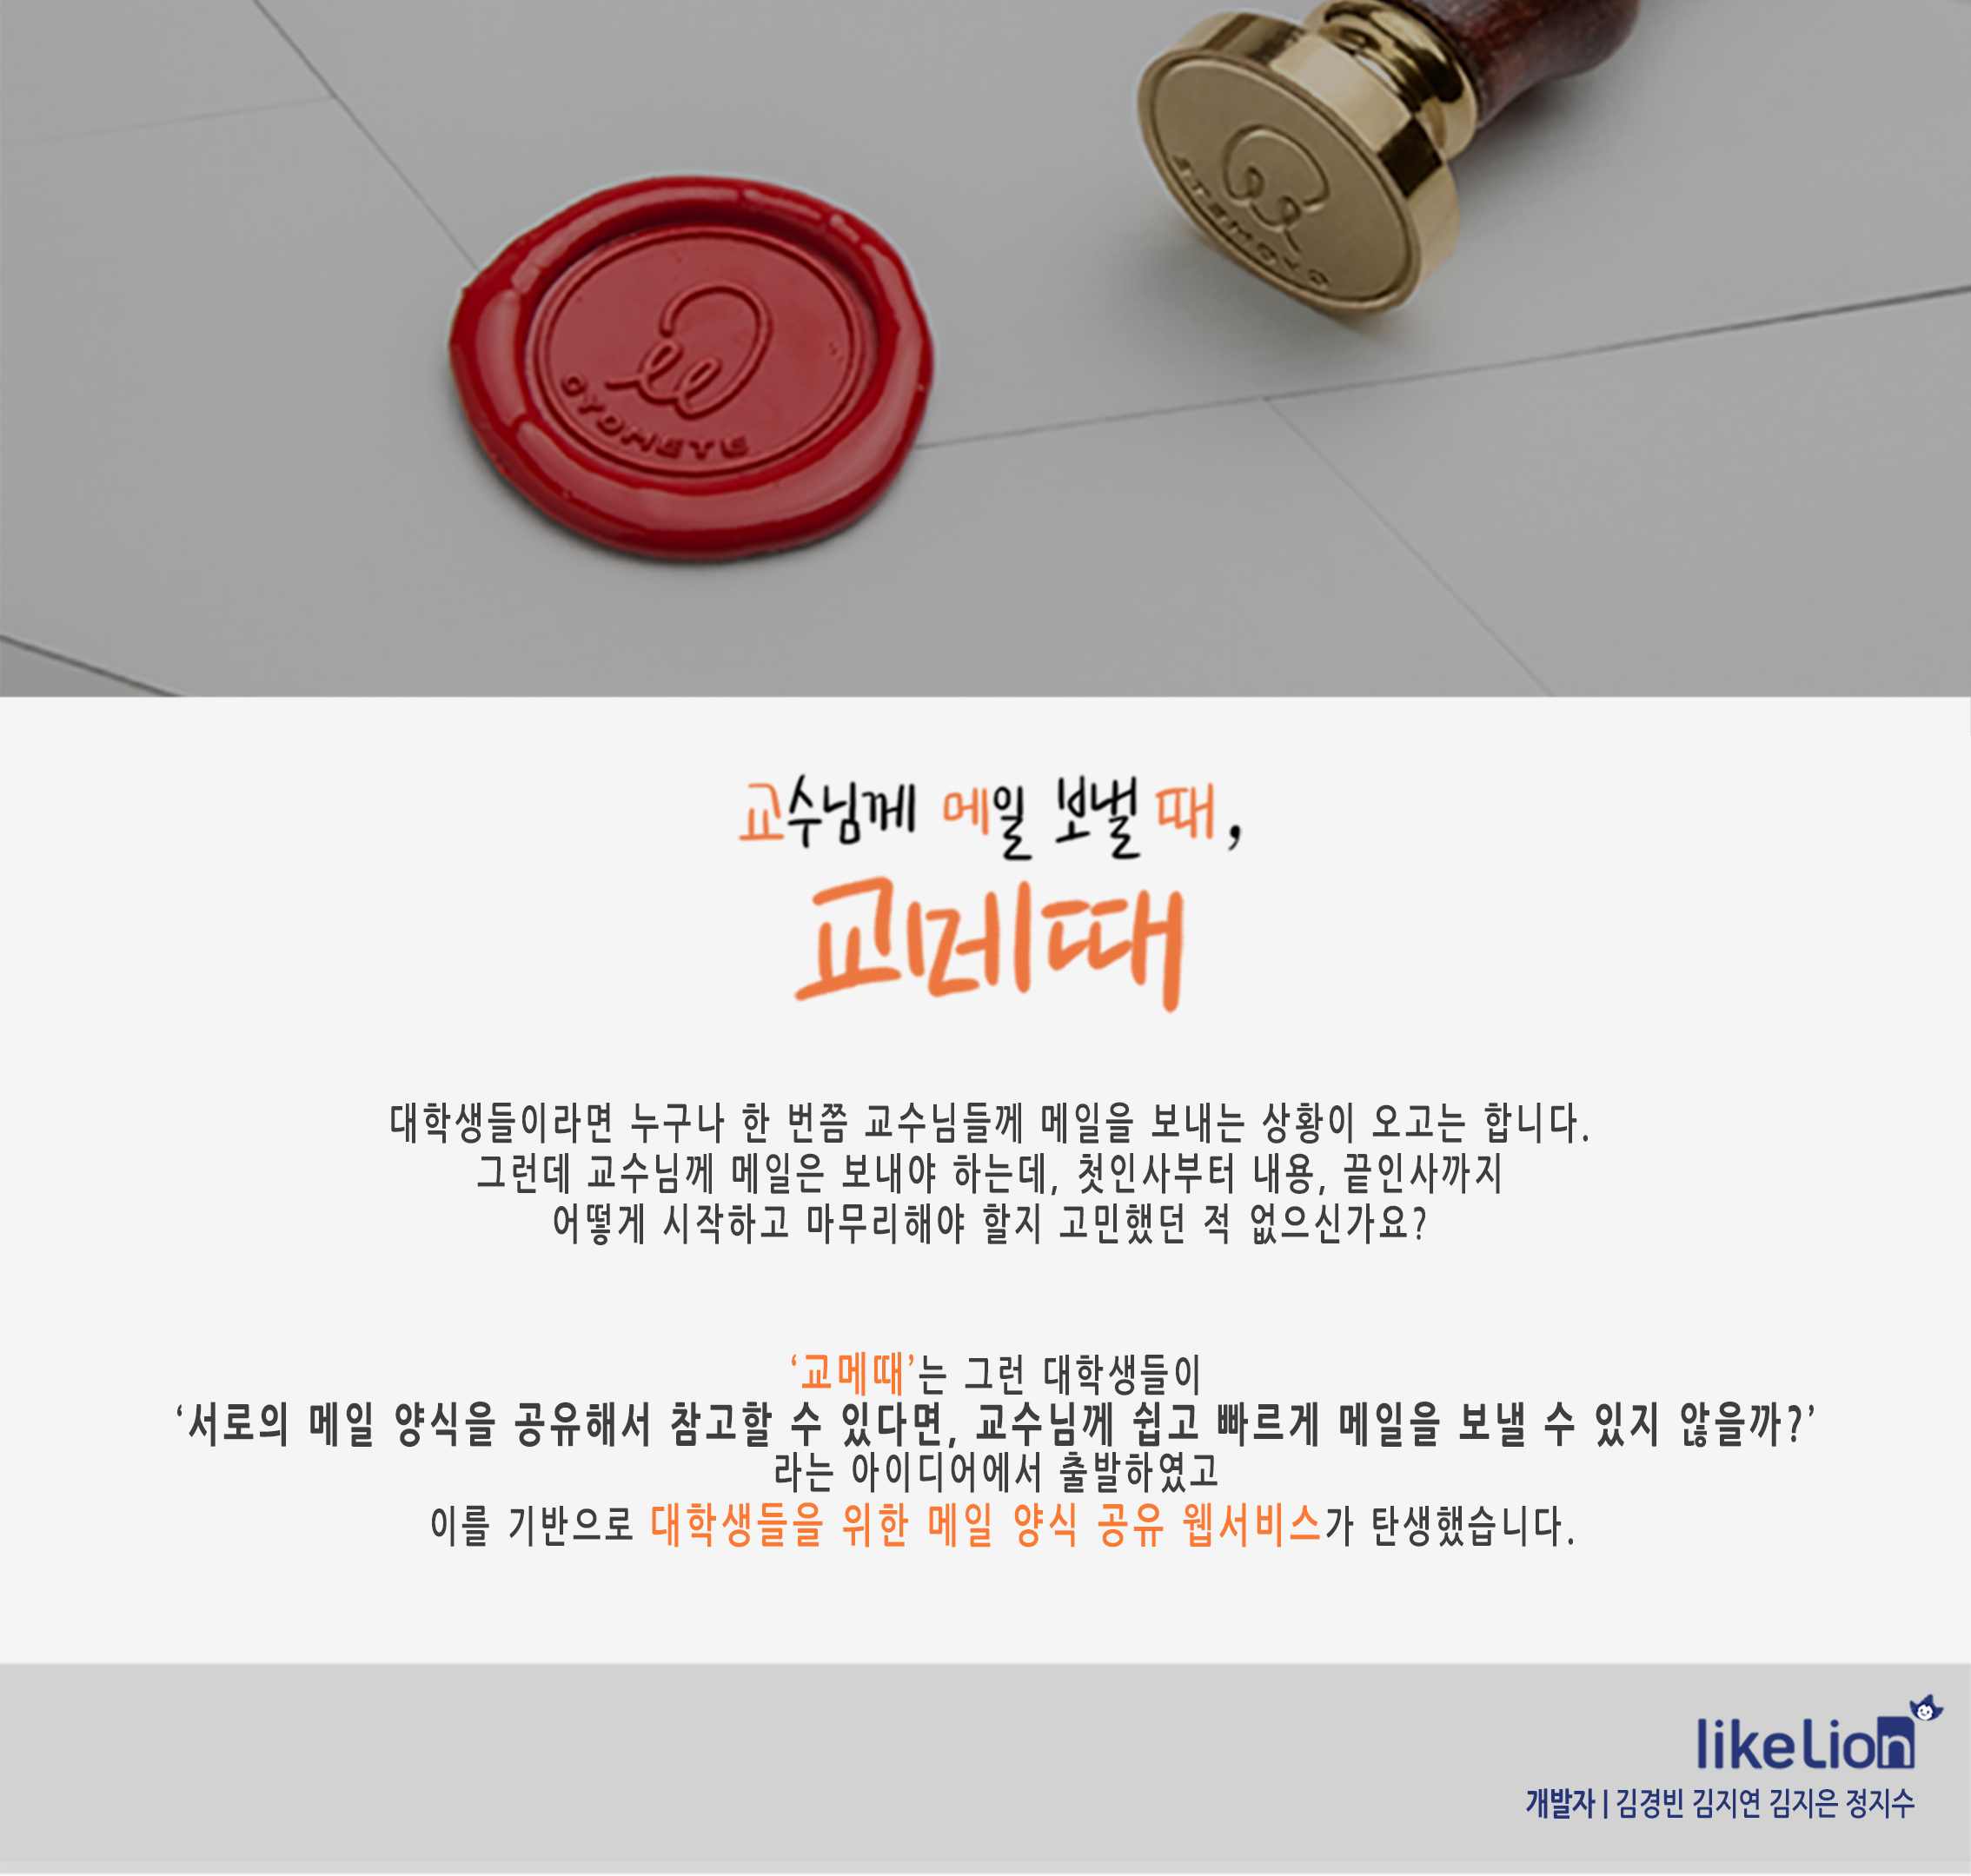 GYOMETE
GYOMETE
교수님께 메일 보낼 때,
교메때
대학생들이라면 누구나 한 번쯤 교수님들께 메일을 보내는 상황이 오고는 합니다.
그런데 교수님께 메일은 보내야 하는데, 첫인사부터 내용, 끝인사까지
어떻게 시작하고 마무리해야 할지 고민했던 적 없으신가요?
‘교메때’는 그런 대학생들이
‘서로의 메일 양식을 공유해서 참고할 수 있다면, 교수님께 쉽고 빠르게 메일을 보낼 수 있지 않을까?’
라는 아이디어에서 출발하였고
이를 기반으로 대학생들을 위한 메일 양식 공유 웹서비스가 탄생했습니다.
likeLion
개발자 | 김경빈 김지연 김지은 정지수